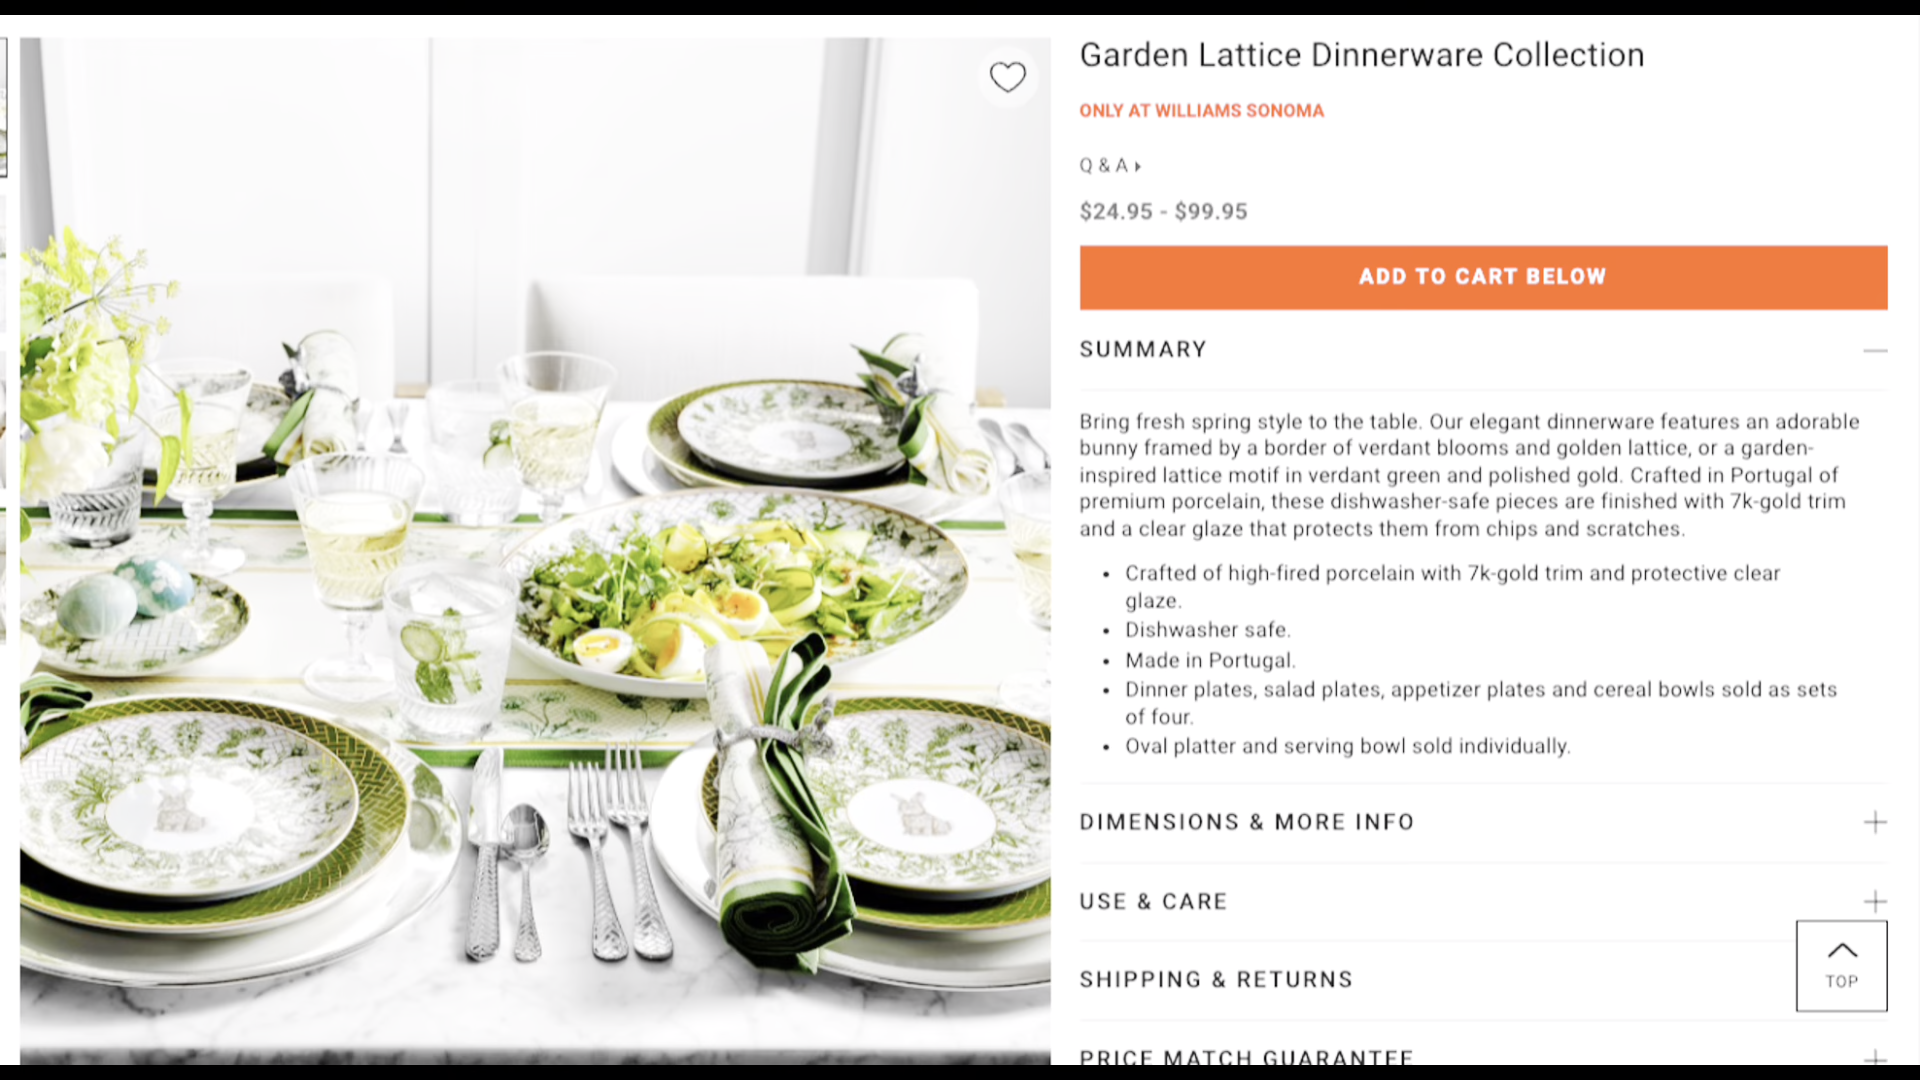 Garden Lattice Dinnerware Collection
ONLY AT WILLIAMS SONOMA
Q & A
$24.95 - $99.95
ADD TO CART BELOW
SUMMARY
Bring fresh spring style to the table. Our elegant dinnerware features an adorable
bunny framed by a border of verdant blooms and golden lattice, or a garden-
inspired lattice motif in verdant green and polished gold. Crafted in Portugal of
premium porcelain, these dishwasher-safe pieces are finished with 7k-gold trim
and a clear glaze that protects them from chips and scratches.
• Crafted of high-fired porcelain with 7k-gold trim and protective clear
glaze.
• Dishwasher safe.
• Made in Portugal.
• Dinner plates, salad plates, appetizer plates and cereal bowls sold as sets
of four.
• Oval platter and serving bowl sold individually.
DIMENSIONS & MORE INFO
USE & CARE
SHIPPING & RETURNS
TOP
PRICE MATCH GUARANTEE